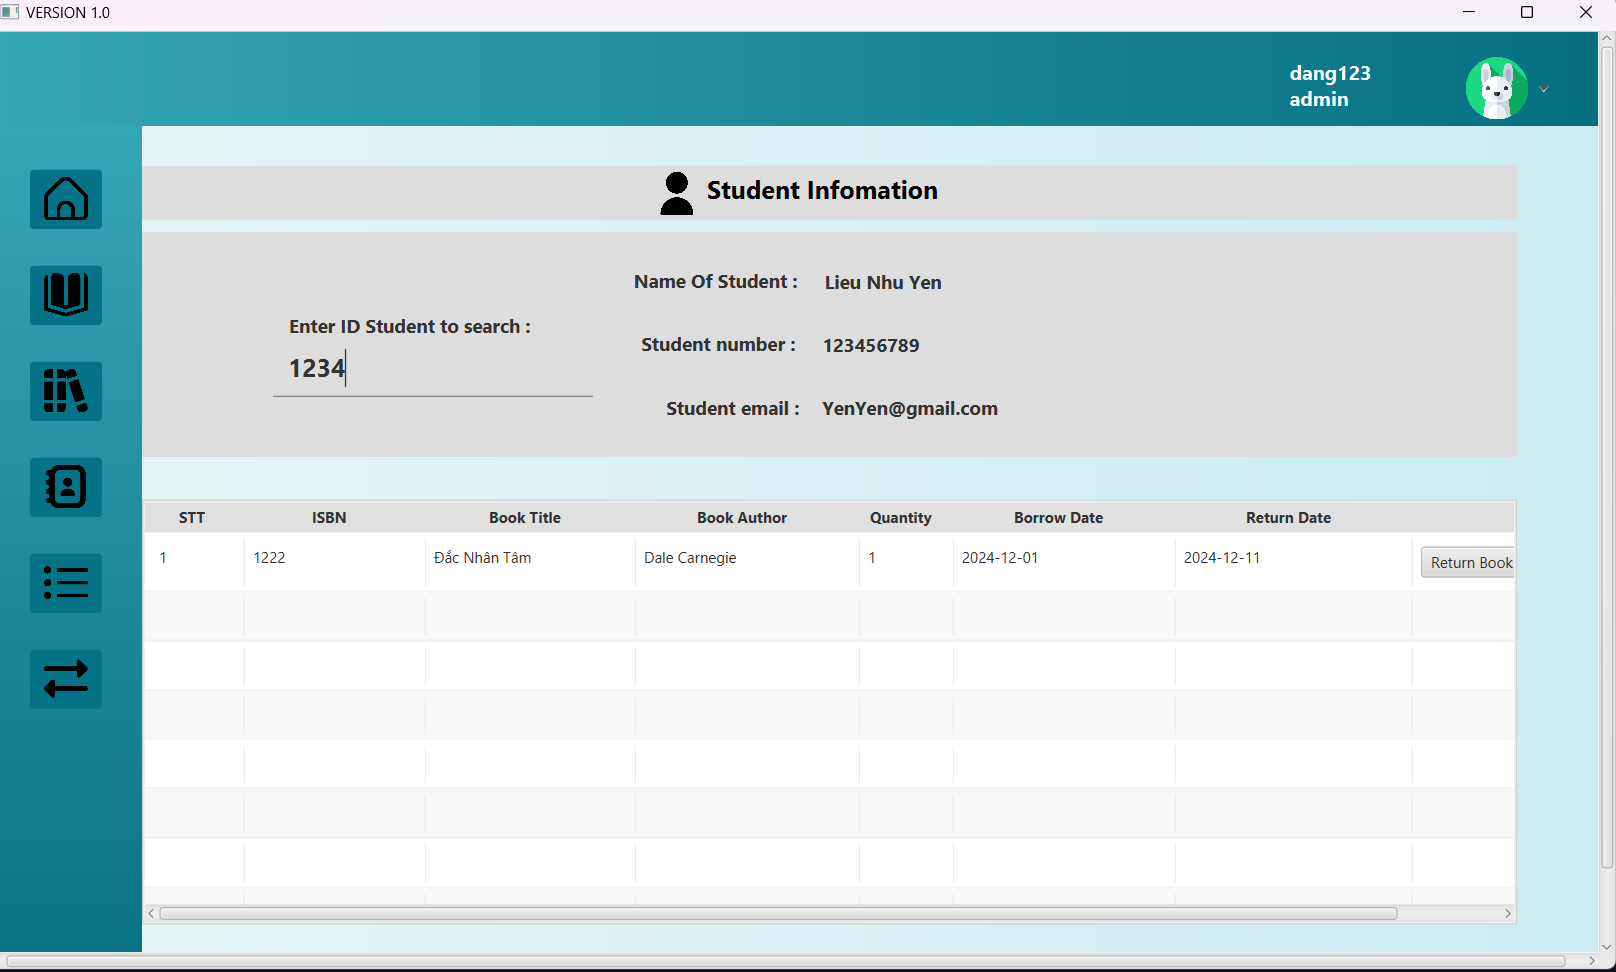 VERSION 1.0
dang123
admin
Student Infomation
Name Of Student : Lieu Nhu Yen
Enter ID Student to search :
Student number : 123456789
1234
Student email : YenYen@gmail.com
STT ISBN Book Title Book Author Quantity Borrow Date Return Date
1 1222 Đắc Nhân Tâm Dale Carnegie 1 2024-12-01 2024-12-11 Return Book